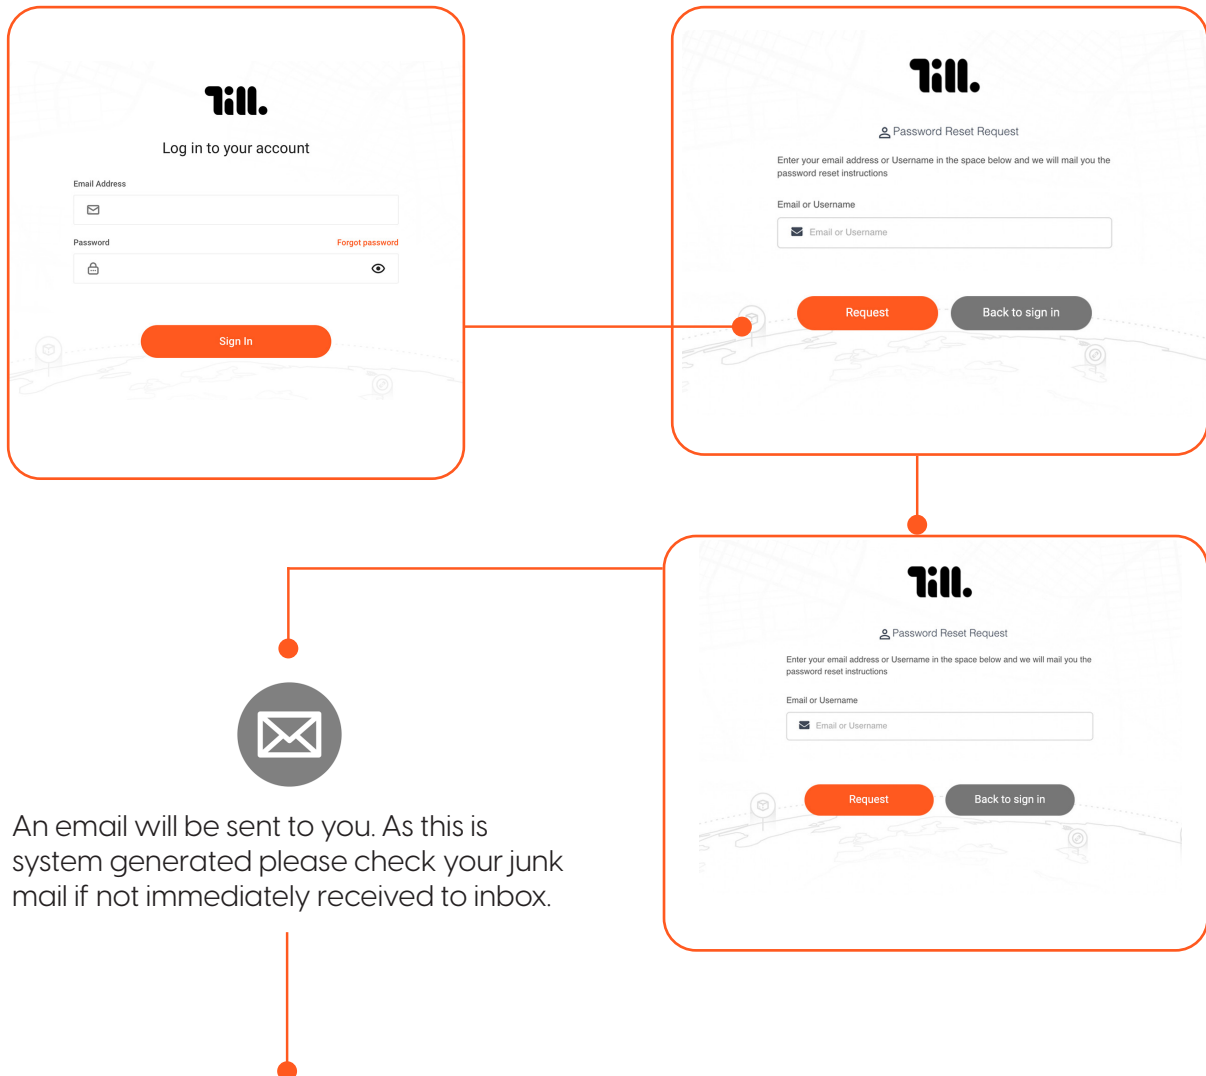 Till.
Log in to your account
Email Address
Password
Forgot password
Sign In
Till.
Password Reset Request
Enter your email address or Username in the space below and we will mail you the
password reset instructions
Email or Username
Email or Username
Request
Back to sign in
Till.
Password Reset Request
Enter your email address or Username in the space below and we will mail you the
password reset instructions
Email or Username
Email or Username
Request
Back to sign in
An email will be sent to you. As this is
system generated please check your junk
mail if not immediately received to inbox.